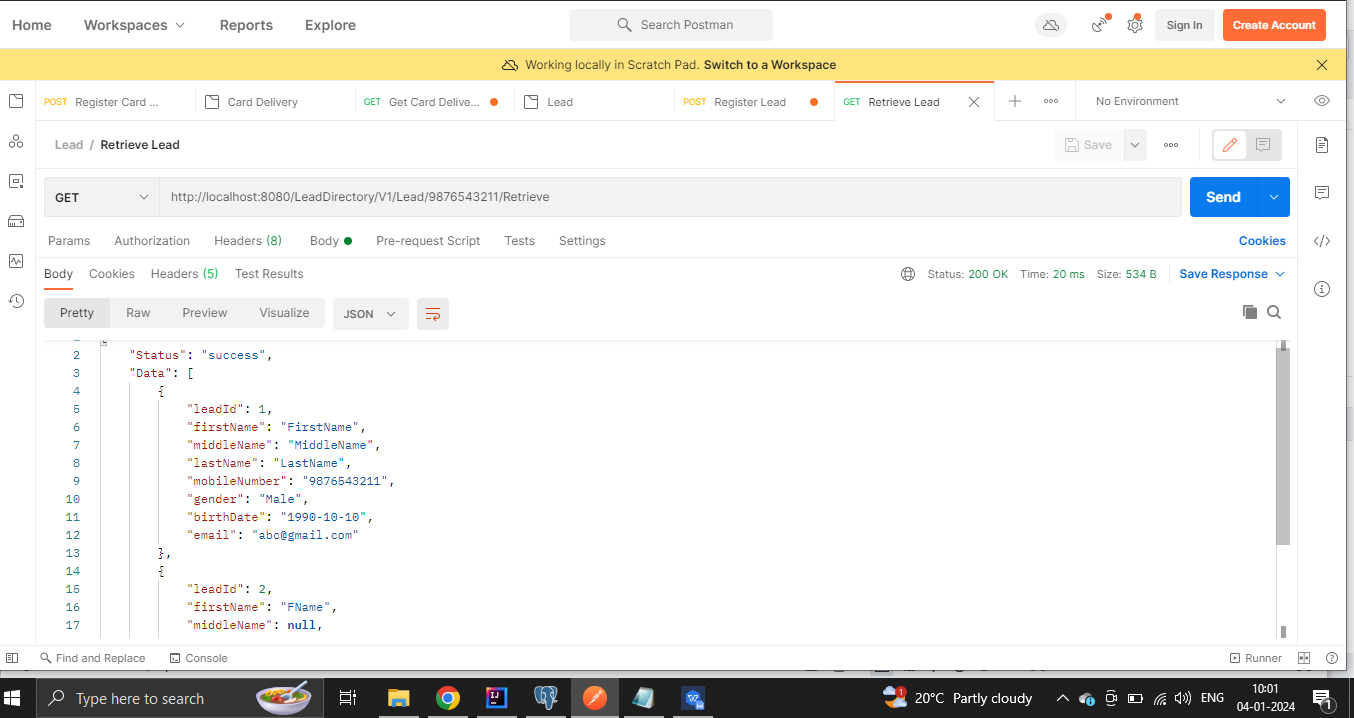 Home Workspaces Reports Explore Search Postman Sign In Create Account
Working locally in Scratch Pad. Switch to a Workspace
POST Register Card ... Card Delivery GET Get Card Delive... Lead POST Register Lead GET Retrieve Lead No Environment
Lead / Retrieve Lead Save
GET http://localhost:8080/LeadDirectory/V1/Lead/9876543211/Retrieve Send
Params Authorization Headers (8) Body Pre-request Script Tests Settings Cookies
Body Cookies Headers (5) Test Results Status: 200 OK Time: 20 ms Size: 534 B Save Response
Pretty Raw Preview Visualize JSON
2 "Status": "success",
3 "Data": [
4 {
5 "leadId": 1,
6 "firstName": "FirstName",
7 "middleName": "MiddleName",
8 "lastName": "LastName",
9 "mobileNumber": "9876543211",
10 "gender": "Male",
11 "birthDate": "1990-10-10",
12 "email": "abc@gmail.com"
13 },
14 {
15 "leadId": 2,
16 "firstName": "FName",
17 "middleName": null,
Find and Replace Console Runner
Type here to search 1 20°C Partly cloudy ENG 10:01
04-01-2024 1